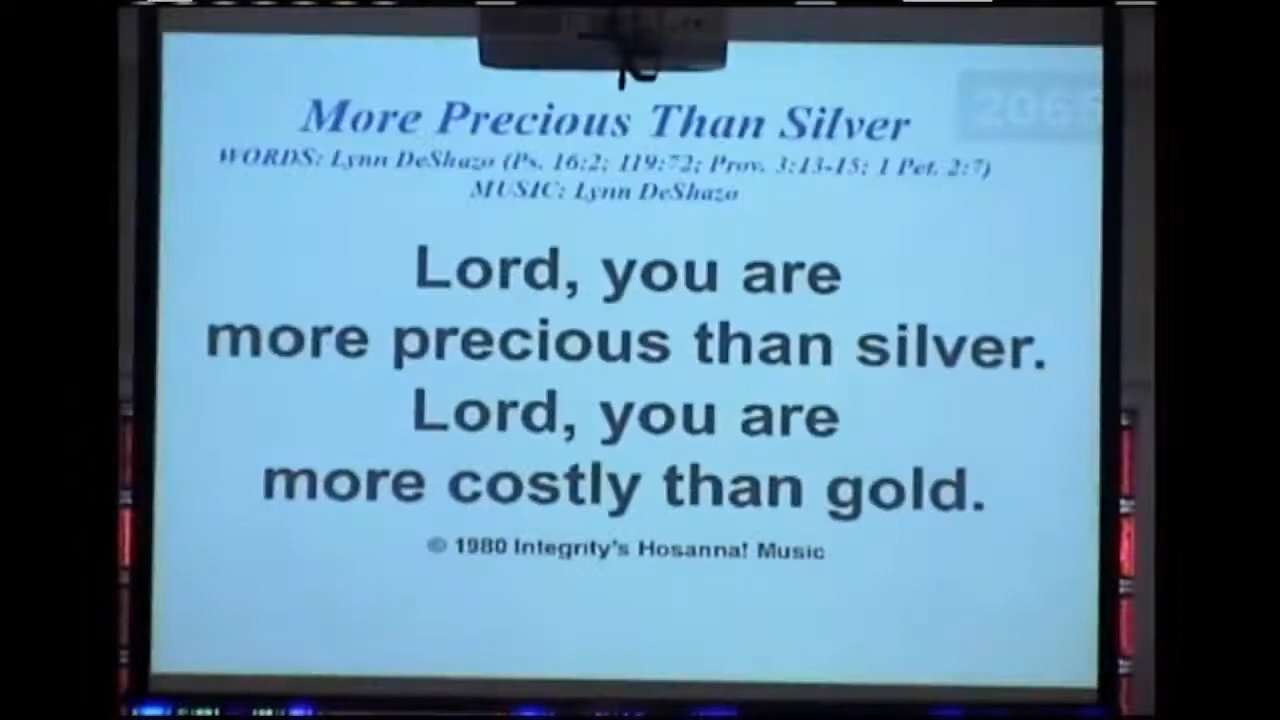 2065
More Precious Than Silver
WORDS: Lynn DeShazo (Ps. 16:2; 119:72; Prov. 3:13-15; 1 Pet. 2:7)
MUSIC: Lynn DeShazo
Lord, you are
more precious than silver.
Lord, you are
more costly than gold.
© 1980 Integrity's Hosanna! Music